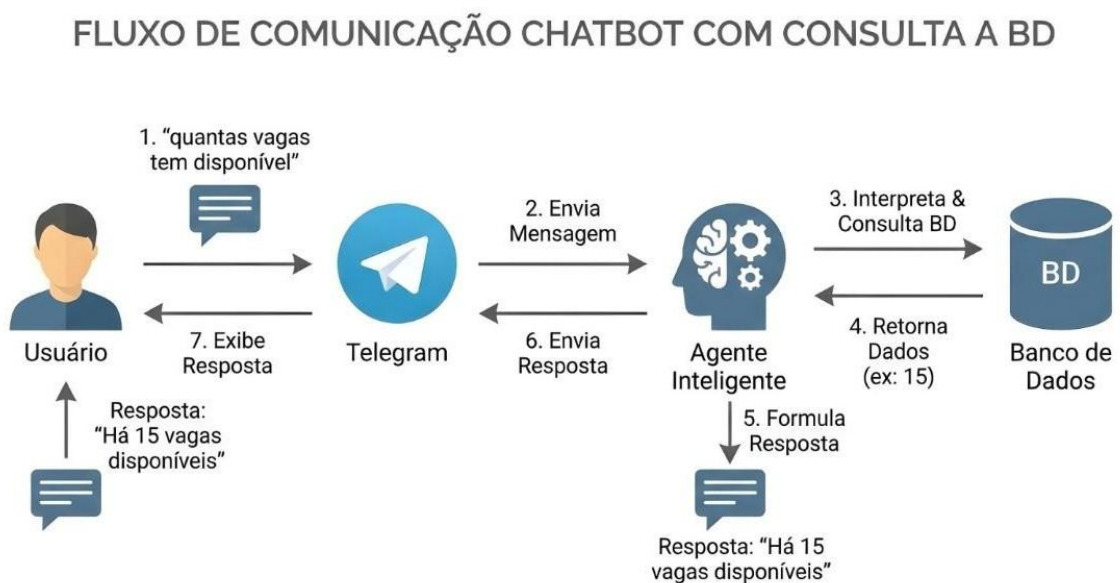 FLUXO DE COMUNICAÇÃO CHATBOT COM CONSULTA A BD
1. “quantas vagas
tem disponível”
2. Envia
Mensagem
3. Interpreta &
Consulta BD
BD
7. Exibe
Resposta
6. Envia
Resposta
4. Retorna
Dados
(ex: 15)
Usuário
Telegram
Agente
Inteligente
Banco de
Dados
Resposta:
“Há 15 vagas
disponíveis”
5. Formula
Resposta
Resposta: “Há 15
vagas disponíveis”